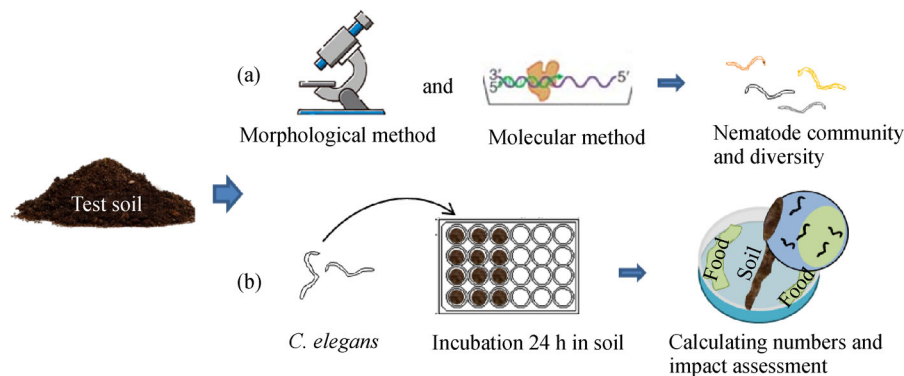 (a)
and
3′
5′
5′
Morphological method
Molecular method
Nematode community
and diversity
Test soil
(b)
Food
Soil
Food
C. elegans
Incubation 24 h in soil
Calculating numbers and
impact assessment